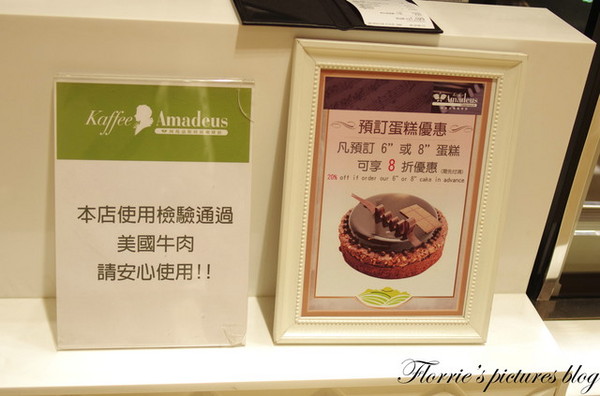 Kaffee Amadeus
本店使用檢驗通過
美國牛肉
請安心使用!!
Amadeus
預訂蛋糕優惠
凡預訂 6" 或 8" 蛋糕
可享 8 折優惠
20% off if order our 6" or 8" cake in advance
Florrie's pictures blog